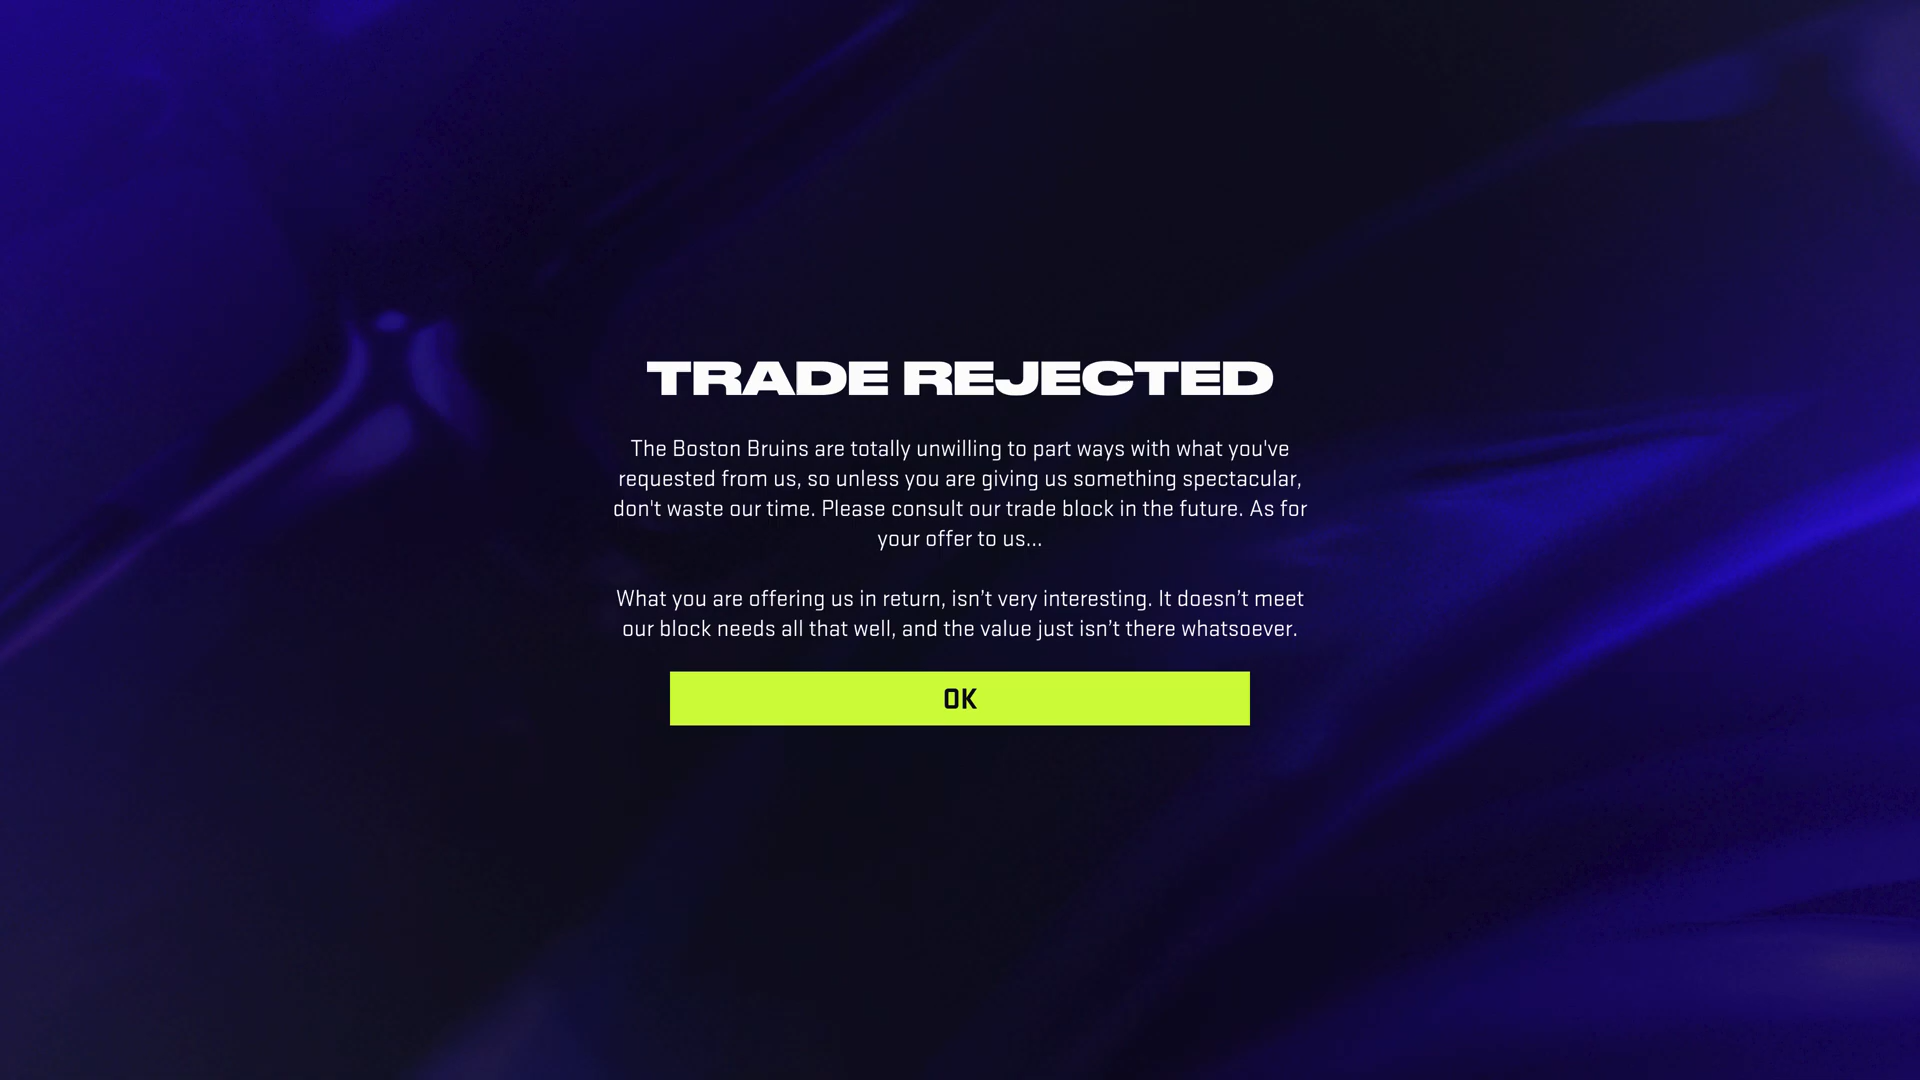 TRADE REJECTED
The Boston Bruins are totally unwilling to part ways with what you've
requested from us, so unless you are giving us something spectacular,
don't waste our time. Please consult our trade block in the future. As for
your offer to us...
What you are offering us in return, isn’t very interesting. It doesn’t meet
our block needs all that well, and the value just isn’t there whatsoever.
OK